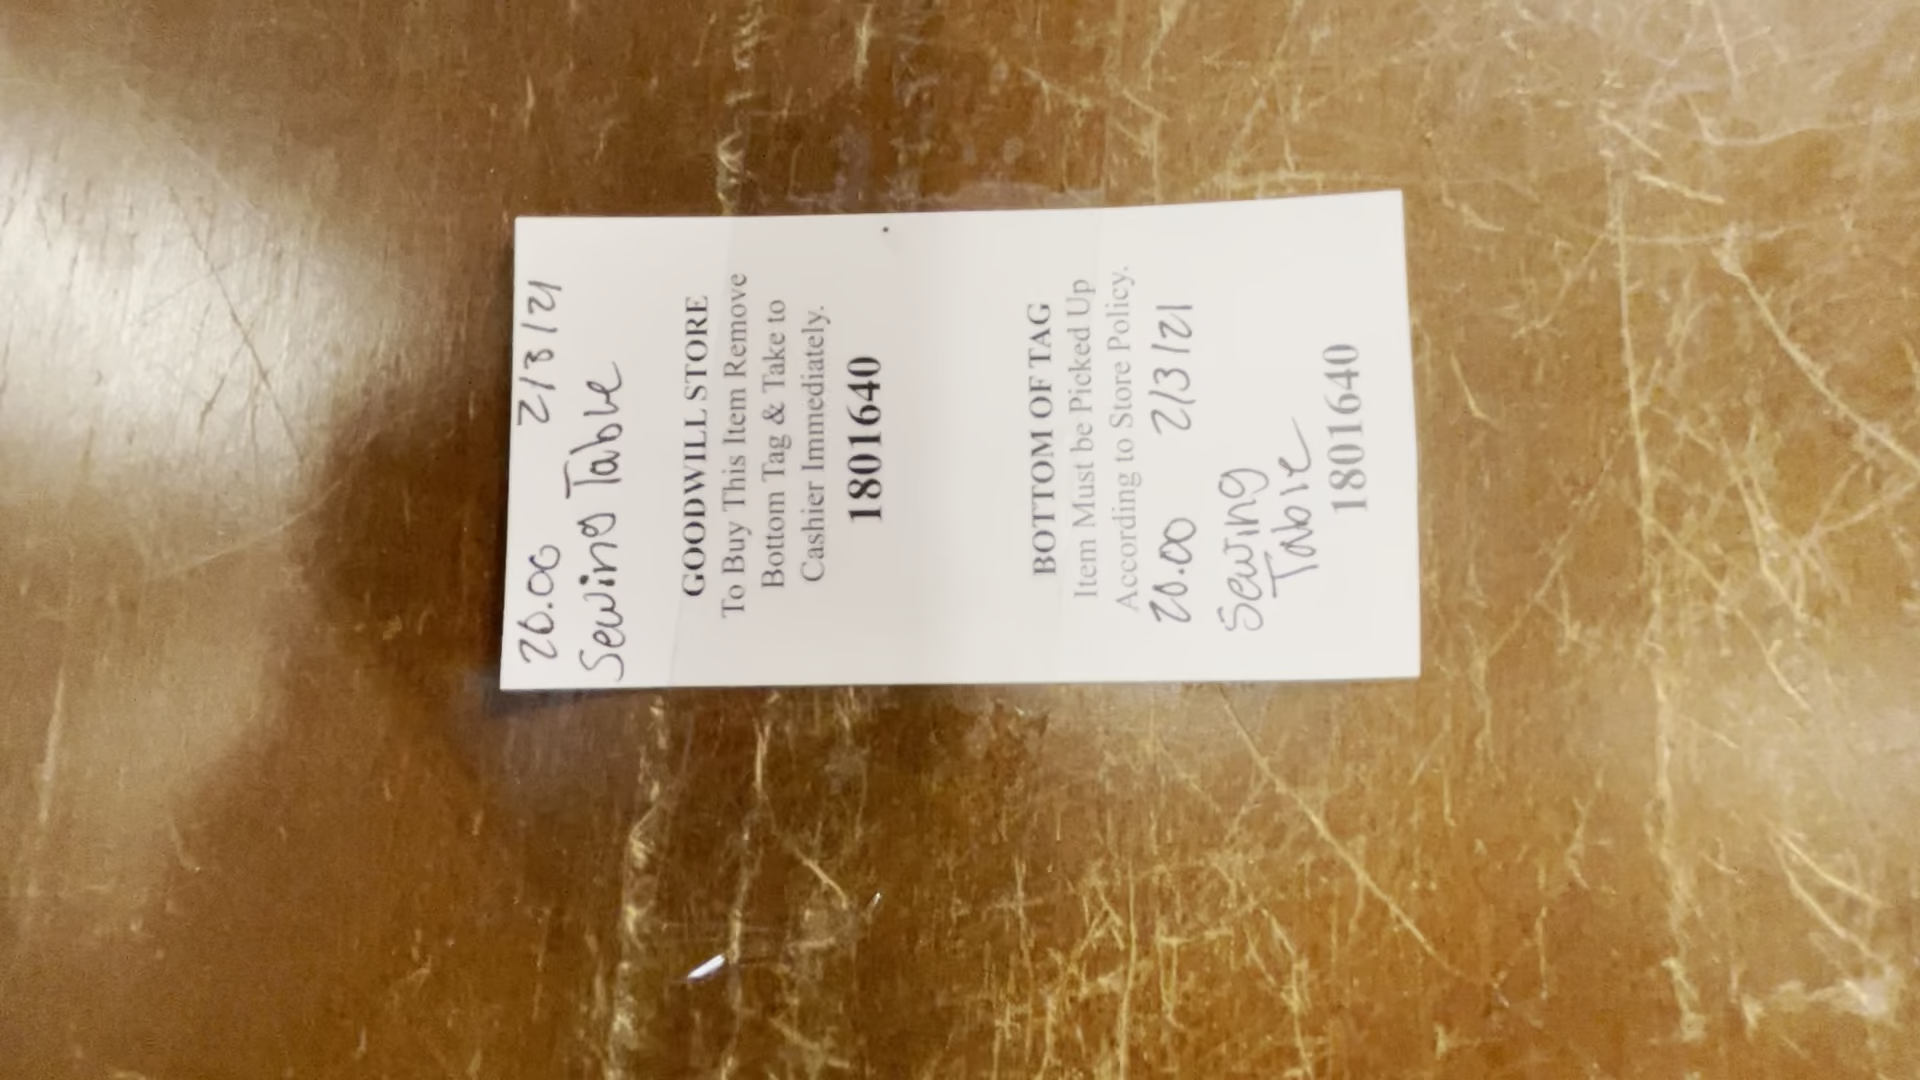 20.00 2/3/21
Sewing Table
GOODWILL STORE
To Buy This Item Remove
Bottom Tag & Take to
Cashier Immediately.
1801640
BOTTOM OF TAG
Item Must be Picked Up
According to Store Policy.
20.00 2/3/21
Sewing
Table
1801640